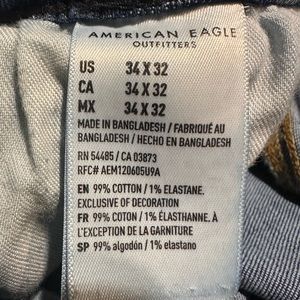 AMERICAN EAGLE
OUTFITTERS
US 34 X 32
CA 34 X 32
MX 34 X 32
MADE IN BANGLADESH / FABRIQUÉ AU
BANGLADESH / HECHO EN BANGLADESH
RN 54485 / CA 03873
RFC# AEM120605U9A
EN 99% COTTON / 1% ELASTANE,
EXCLUSIVE OF DECORATION
FR 99% COTON / 1% ÉLASTHANNE, À
L'EXCEPTION DE LA GARNITURE
SP 99% algodón / 1% elastano